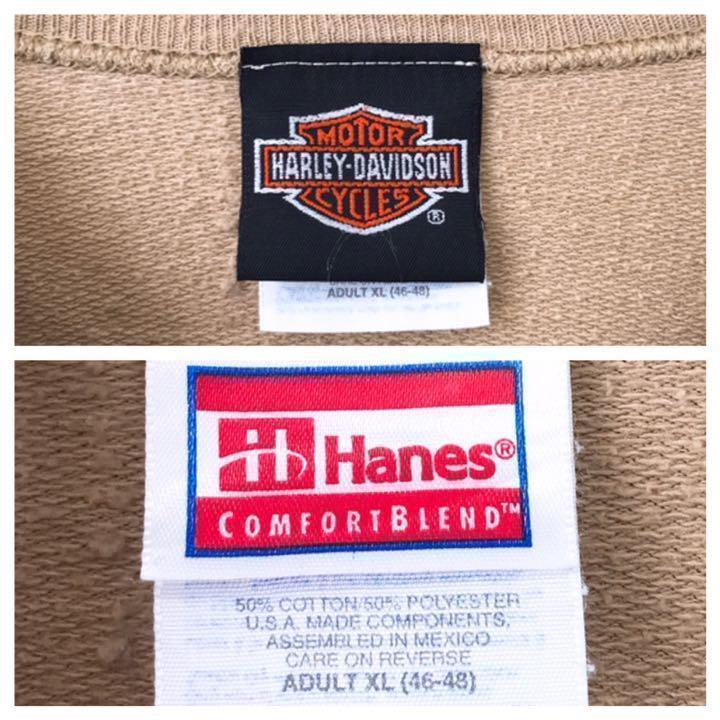 MOTOR
HARLEY-DAVIDSON
CYCLES
®
ADULT XL (46-48)
H Hanes®
COMFORTBLEND™
50% COTTON/50% POLYESTER
U.S.A. MADE COMPONENTS,
ASSEMBLED IN MEXICO
CARE ON REVERSE
ADULT XL (46-48)